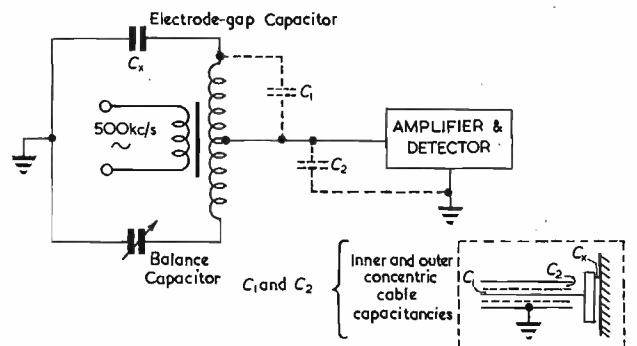 Electrode-gap Capacitor
Cx
C1
500kc/s
~
AMPLIFIER &
DETECTOR
C2
Balance
Capacitor
C1 and C2
Inner and outer
concentric
cable
capacitancies
Cx
C2
C1